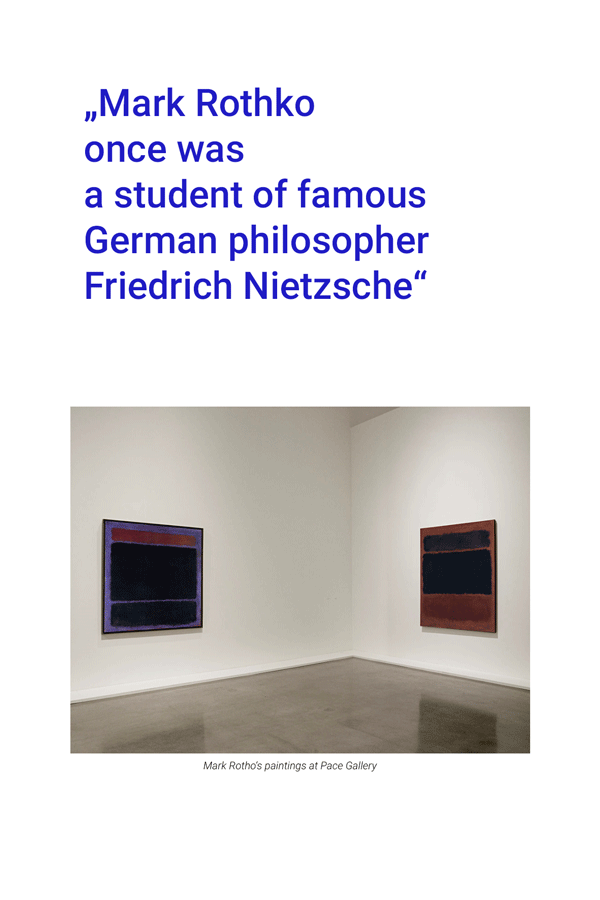 „Mark Rothko
once was
a student of famous
German philosopher
Friedrich Nietzsche“
Mark Rotho's paintings at Pace Gallery